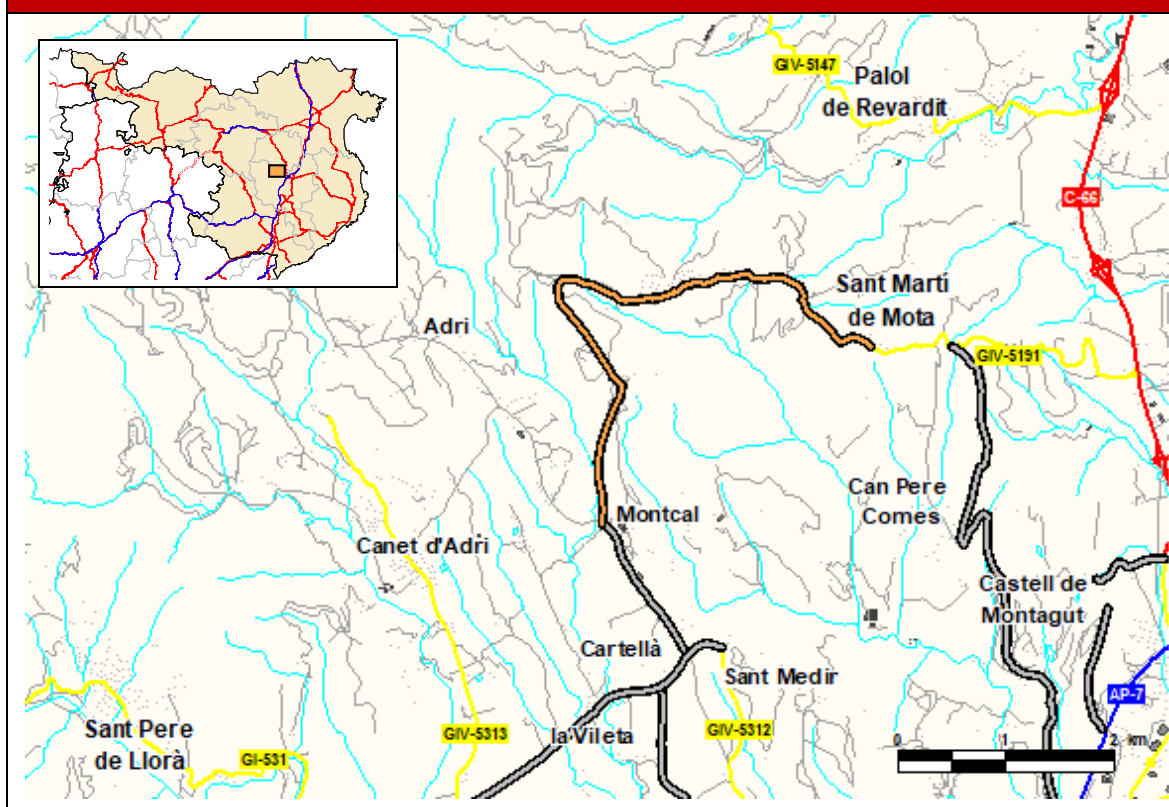 GIV-5147
Palol
de Revardit
C-66
Sant Martí
de Mota
Adri
GIV-5191
Can Pere
Comes
Montcal
Canet d'Adri
Castell de
Montagut
Cartellà
Sant Medir
AP-7
Sant Pere
de Llorà
GIV-5313
la Vileta
GIV-5312
GI-531
0 1 2 km